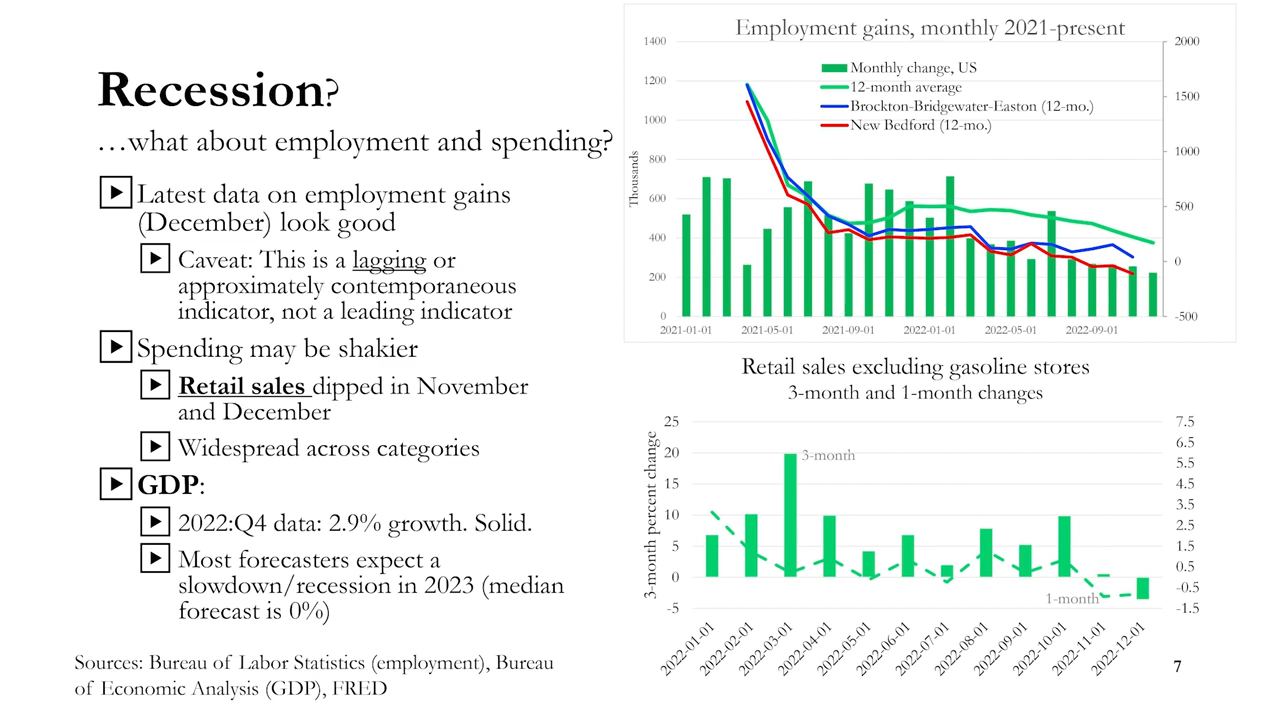 Recession?
…what about employment and spending?
Latest data on employment gains
(December) look good
Caveat: This is a lagging or
approximately contemporaneous
indicator, not a leading indicator
Spending may be shakier
Retail sales dipped in November
and December
Widespread across categories
GDP:
2022:Q4 data: 2.9% growth. Solid.
Most forecasters expect a
slowdown/recession in 2023 (median
forecast is 0%)
Sources: Bureau of Labor Statistics (employment), Bureau
of Economic Analysis (GDP), FRED
Employment gains, monthly 2021-present
Monthly change, US
12-month average
Brockton-Bridgewater-Easton (12-mo.)
New Bedford (12-mo.)
Thousands
1400
1200
1000
800
600
400
200
0
2000
1500
1000
500
0
-500
2021-01-01 2021-05-01 2021-09-01 2022-01-01 2022-05-01 2022-09-01
Retail sales excluding gasoline stores
3-month and 1-month changes
3-month percent change
25
20
15
10
5
0
-5
3-month
1-month
7.5
6.5
5.5
4.5
3.5
2.5
1.5
0.5
-0.5
-1.5
2022-01-01 2022-02-01 2022-03-01 2022-04-01 2022-05-01 2022-06-01 2022-07-01 2022-08-01 2022-09-01 2022-10-01 2022-11-01 2022-12-01
7